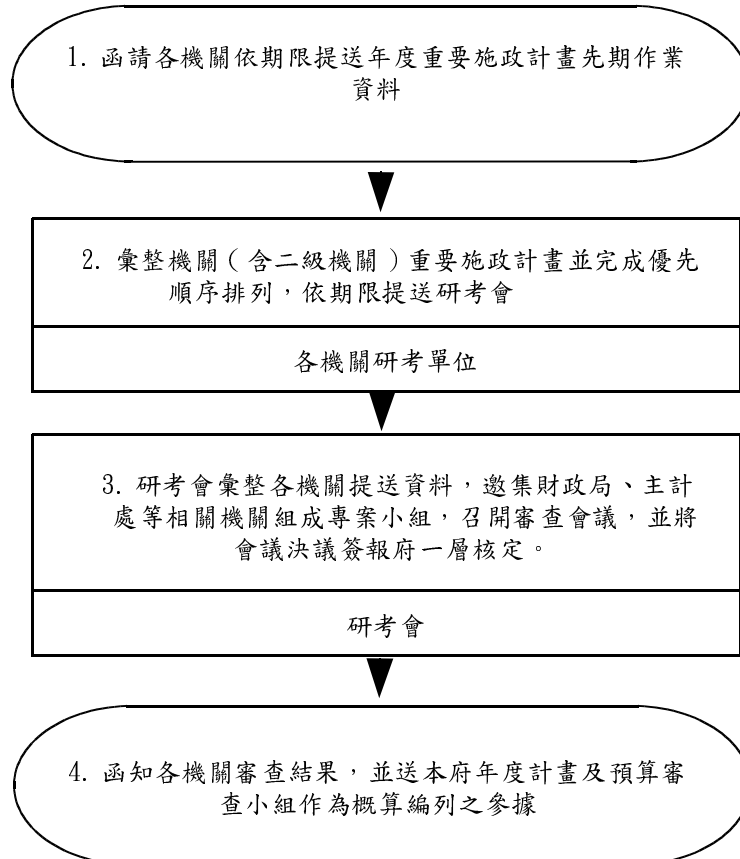 1. 函請各機關依期限提送年度重要施政計畫先期作業
資料
2. 彙整機關（含二級機關）重要施政計畫並完成優先
順序排列，依期限提送研考會
各機關研考單位
3. 研考會彙整各機關提送資料，邀集財政局、主計
處等相關機關組成專案小組，召開審查會議，並將
會議決議簽報府一層核定。
研考會
4. 函知各機關審查結果，並送本府年度計畫及預算審
查小組作為概算編列之參據